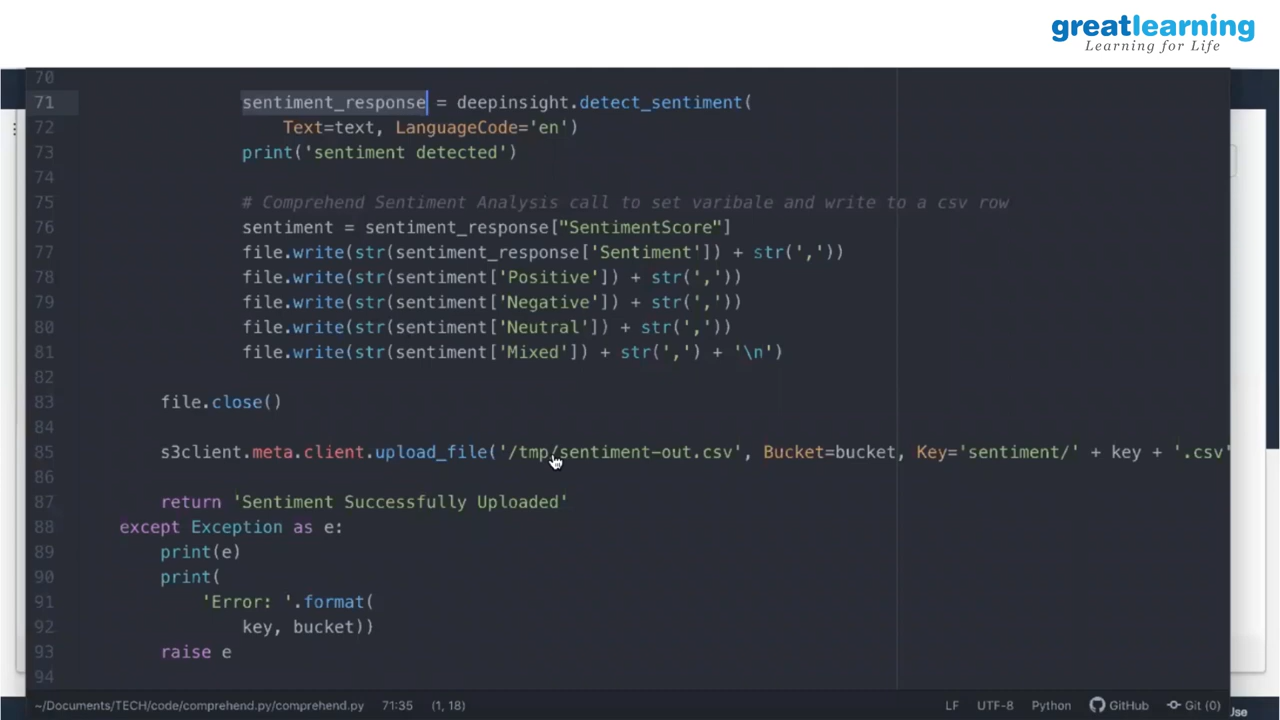 greatlearning
Learning for Life
70
71 sentiment_response = deepinsight.detect_sentiment(
72 Text=text, LanguageCode='en')
73 print('sentiment detected')
74
75 # Comprehend Sentiment Analysis call to set varibale and write to a csv row
76 sentiment = sentiment_response["SentimentScore"]
77 file.write(str(sentiment_response['Sentiment']) + str(','))
78 file.write(str(sentiment['Positive']) + str(','))
79 file.write(str(sentiment['Negative']) + str(','))
80 file.write(str(sentiment['Neutral']) + str(','))
81 file.write(str(sentiment['Mixed']) + str(',') + '\n')
82
83 file.close()
84
85 s3client.meta.client.upload_file('/tmp/sentiment-out.csv', Bucket=bucket, Key='sentiment/' + key + '.csv'
86
87 return 'Sentiment Successfully Uploaded'
88 except Exception as e:
89 print(e)
90 print(
91 'Error: '.format(
92 key, bucket))
93 raise e
94
~/Documents/TECH/code/comprehend.py/comprehend.py 71:35 (1, 18) LF UTF-8 Python GitHub Git (0)
Use